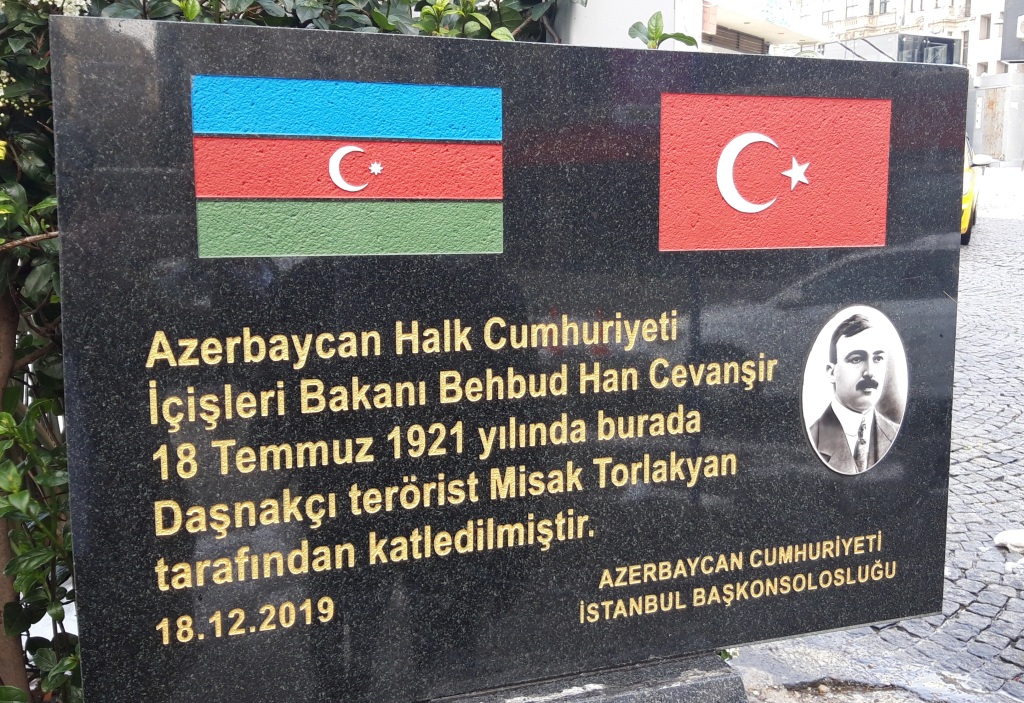 Azerbaycan Halk Cumhuriyeti
İçişleri Bakanı Behbud Han Cevanşir
18 Temmuz 1921 yılında burada
Daşnakçı terörist Misak Torlakyan
tarafından katledilmiştir.
18.12.2019
AZERBAYCAN CUMHURİYETİ
İSTANBUL BAŞKONSOLOSLUĞU